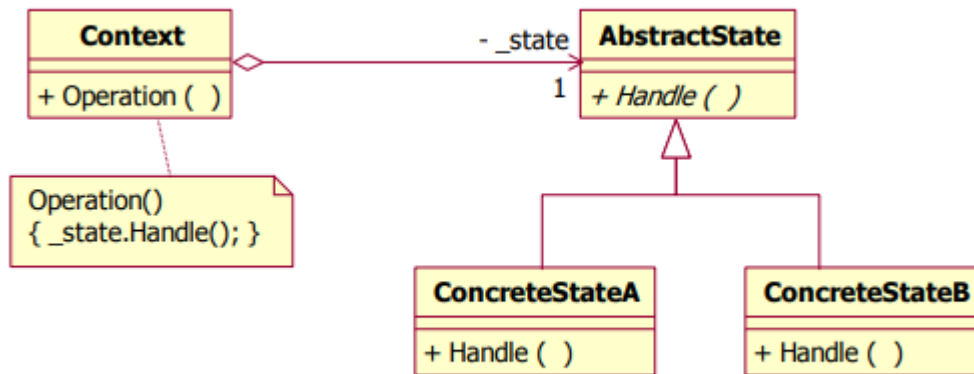 Context
- _state
AbstractState
+ Operation ( )
1
+ Handle ( )
Operation()
{ _state.Handle(); }
ConcreteStateA
ConcreteStateB
+ Handle ( )
+ Handle ( )